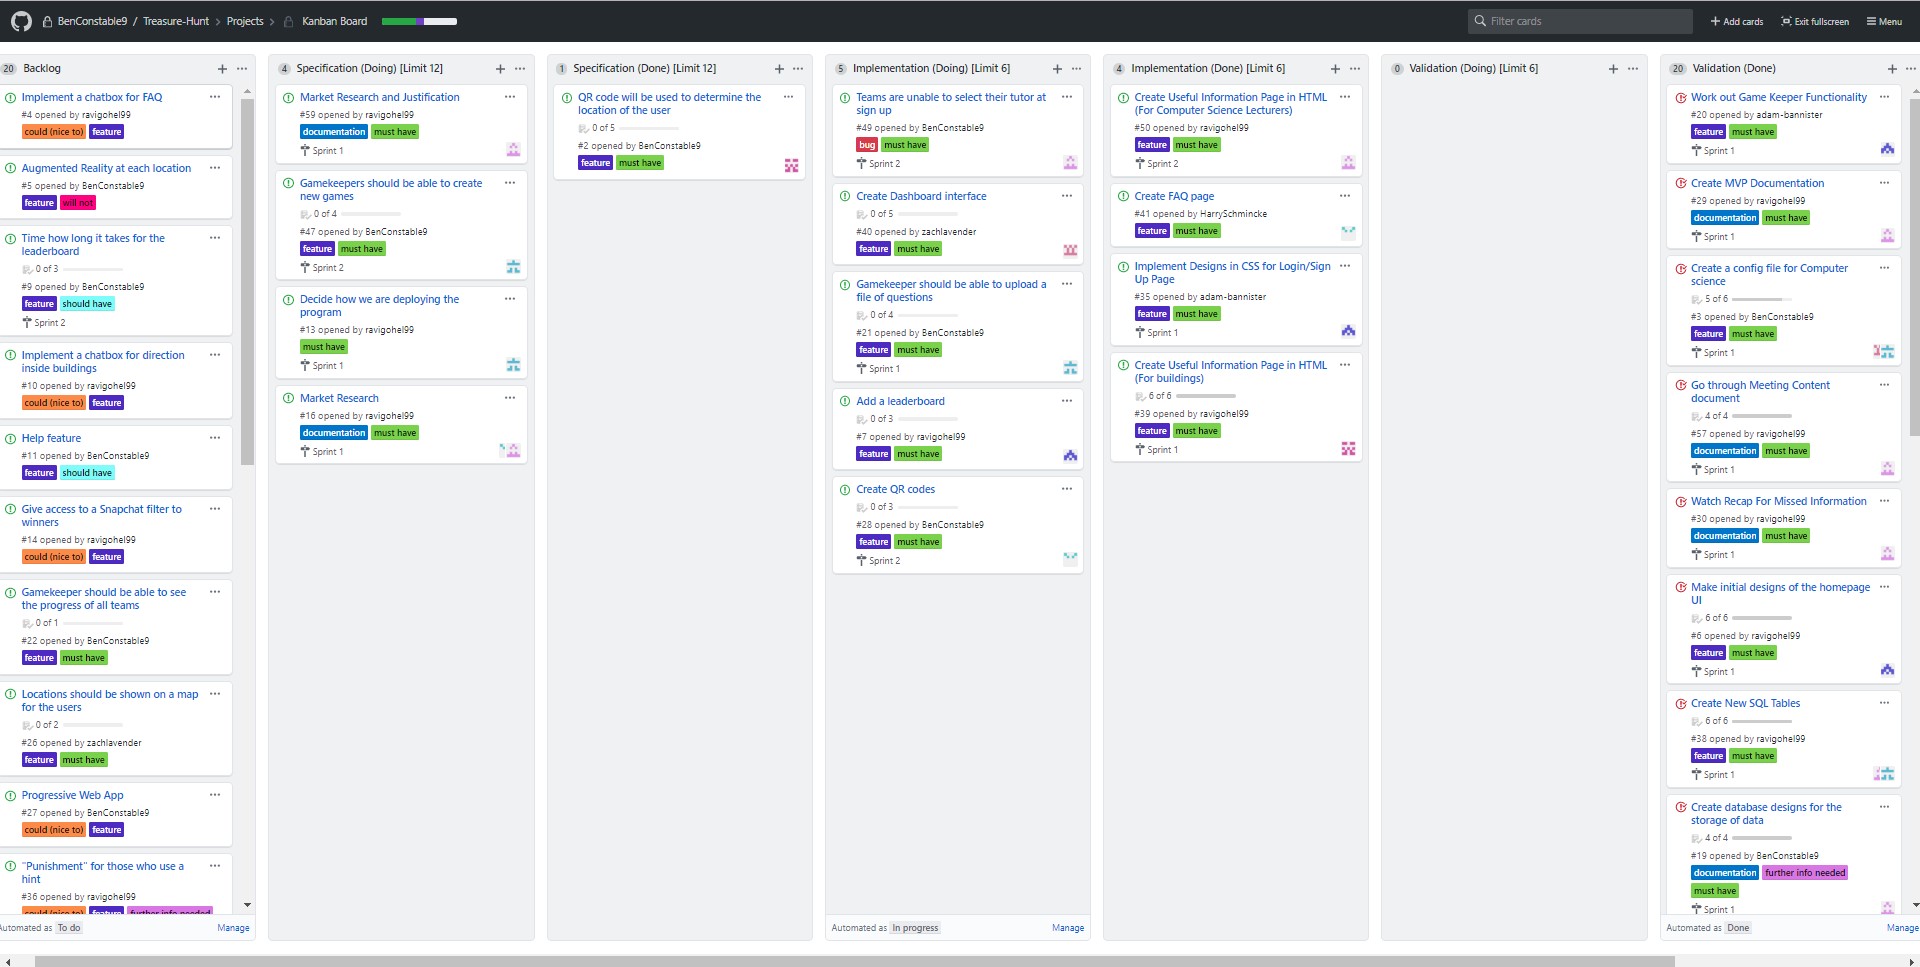 BenConstable9 / Treasure-Hunt > Projects > Kanban Board
Filter cards
Add cards
Exit fullscreen
Menu
20 Backlog
Implement a chatbox for FAQ
#4 opened by ravigohel99
could (nice to) feature
Augmented Reality at each location
#5 opened by BenConstable9
feature will not
Time how long it takes for the
leaderboard
0 of 3
#9 opened by BenConstable9
feature should have
Sprint 2
Implement a chatbox for direction
inside buildings
#10 opened by ravigohel99
could (nice to) feature
Help feature
#11 opened by BenConstable9
feature should have
Give access to a Snapchat filter to
winners
#14 opened by ravigohel99
could (nice to) feature
Gamekeeper should be able to see
the progress of all teams
0 of 1
#22 opened by BenConstable9
feature must have
Locations should be shown on a map
for the users
0 of 2
#26 opened by zachlavender
feature must have
Progressive Web App
#27 opened by BenConstable9
could (nice to) feature
"Punishment" for those who use a
hint
#36 opened by ravigohel99
could (nice to) feature further info needed
Automated as To do
Manage
4 Specification (Doing) [Limit 12]
Market Research and Justification
#59 opened by ravigohel99
documentation must have
Sprint 1
Gamekeepers should be able to create
new games
0 of 4
#47 opened by BenConstable9
feature must have
Sprint 2
Decide how we are deploying the
program
#13 opened by ravigohel99
must have
Sprint 1
Market Research
#16 opened by ravigohel99
documentation must have
Sprint 1
1 Specification (Done) [Limit 12]
QR code will be used to determine the
location of the user
0 of 5
#2 opened by BenConstable9
feature must have
5 Implementation (Doing) [Limit 6]
Teams are unable to select their tutor at
sign up
#49 opened by BenConstable9
bug must have
Sprint 2
Create Dashboard interface
0 of 5
#40 opened by zachlavender
feature must have
Gamekeeper should be able to upload a
file of questions
0 of 4
#21 opened by BenConstable9
feature must have
Sprint 1
Add a leaderboard
0 of 3
#7 opened by ravigohel99
feature must have
Create QR codes
0 of 3
#28 opened by BenConstable9
feature must have
Sprint 2
Automated as In progress
Manage
4 Implementation (Done) [Limit 6]
Create Useful Information Page in HTML
(For Computer Science Lecturers)
#50 opened by ravigohel99
feature must have
Sprint 2
Create FAQ page
#41 opened by HarrySchmincke
feature must have
Implement Designs in CSS for Login/Sign
Up Page
#35 opened by adam-bannister
feature must have
Sprint 1
Create Useful Information Page in HTML
(For buildings)
6 of 6
#39 opened by ravigohel99
feature must have
Sprint 1
0 Validation (Doing) [Limit 6]
20 Validation (Done)
Work out Game Keeper Functionality
#20 opened by adam-bannister
feature must have
Sprint 1
Create MVP Documentation
#29 opened by ravigohel99
documentation must have
Sprint 1
Create a config file for Computer
science
5 of 6
#3 opened by BenConstable9
feature must have
Sprint 1
Go through Meeting Content
document
4 of 4
#57 opened by ravigohel99
documentation must have
Sprint 1
Watch Recap For Missed Information
#30 opened by ravigohel99
documentation must have
Sprint 1
Make initial designs of the homepage
UI
6 of 6
#6 opened by ravigohel99
feature must have
Sprint 1
Create New SQL Tables
6 of 6
#38 opened by ravigohel99
feature must have
Sprint 1
Create database designs for the
storage of data
4 of 4
#19 opened by BenConstable9
documentation further info needed
must have
Sprint 1
Automated as Done
Manage